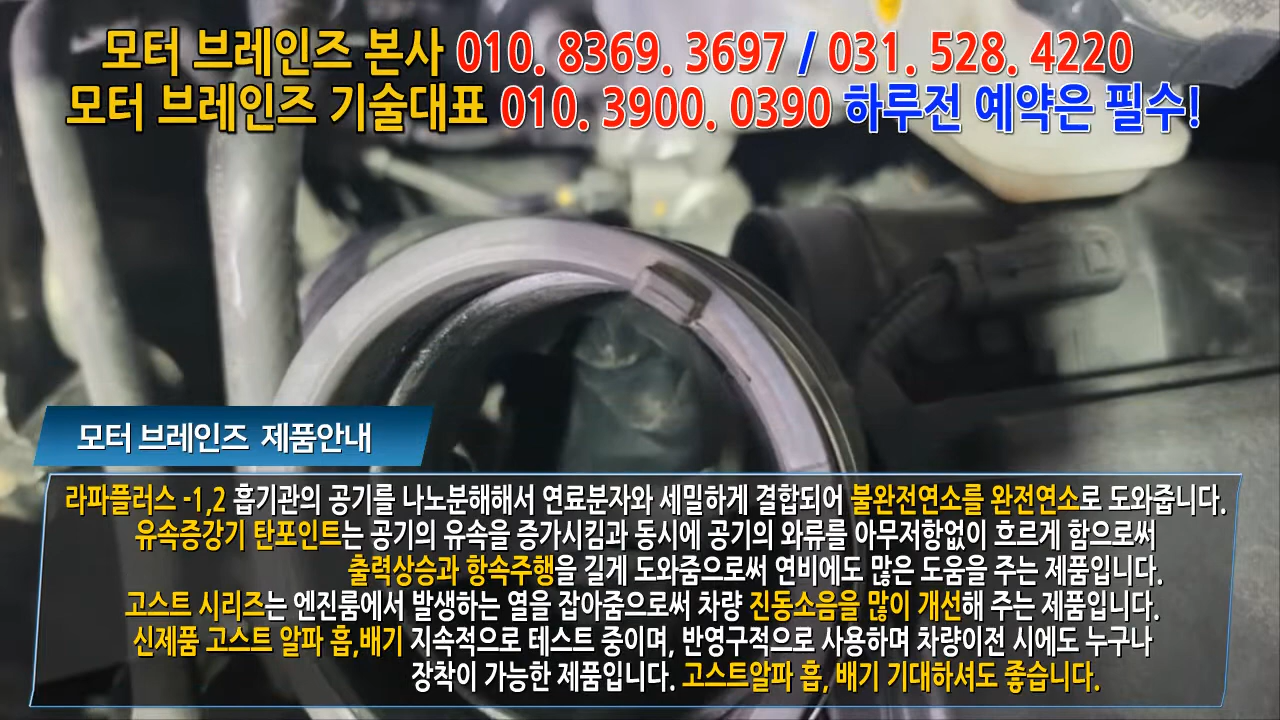 모터 브레인즈 본사 010. 8369. 3697 / 031. 528. 4220
모터 브레인즈 기술대표 010. 3900. 0390 하루전 예약은 필수!
모터 브레인즈 제품안내
라파플러스 -1,2 흡기관의 공기를 나노분해해서 연료분자와 세밀하게 결합되어 불완전연소를 완전연소로 도와줍니다.
유속증강기 탄포인트는 공기의 유속을 증가시킴과 동시에 공기의 와류를 아무저항없이 흐르게 함으로써
출력상승과 항속주행을 길게 도와줌으로써 연비에도 많은 도움을 주는 제품입니다.
고스트 시리즈는 엔진룸에서 발생하는 열을 잡아줌으로써 차량 진동소음을 많이 개선해 주는 제품입니다.
신제품 고스트 알파 흡,배기 지속적으로 테스트 중이며, 반영구적으로 사용하며 차량이전 시에도 누구나
장착이 가능한 제품입니다. 고스트알파 흡, 배기 기대하셔도 좋습니다.